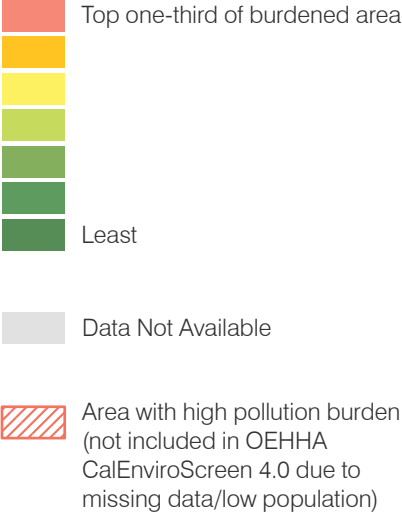 Top one-third of burdened area
Least
Data Not Available
Area with high pollution burden
(not included in OEHHA
CalEnviroScreen 4.0 due to
missing data/low population)